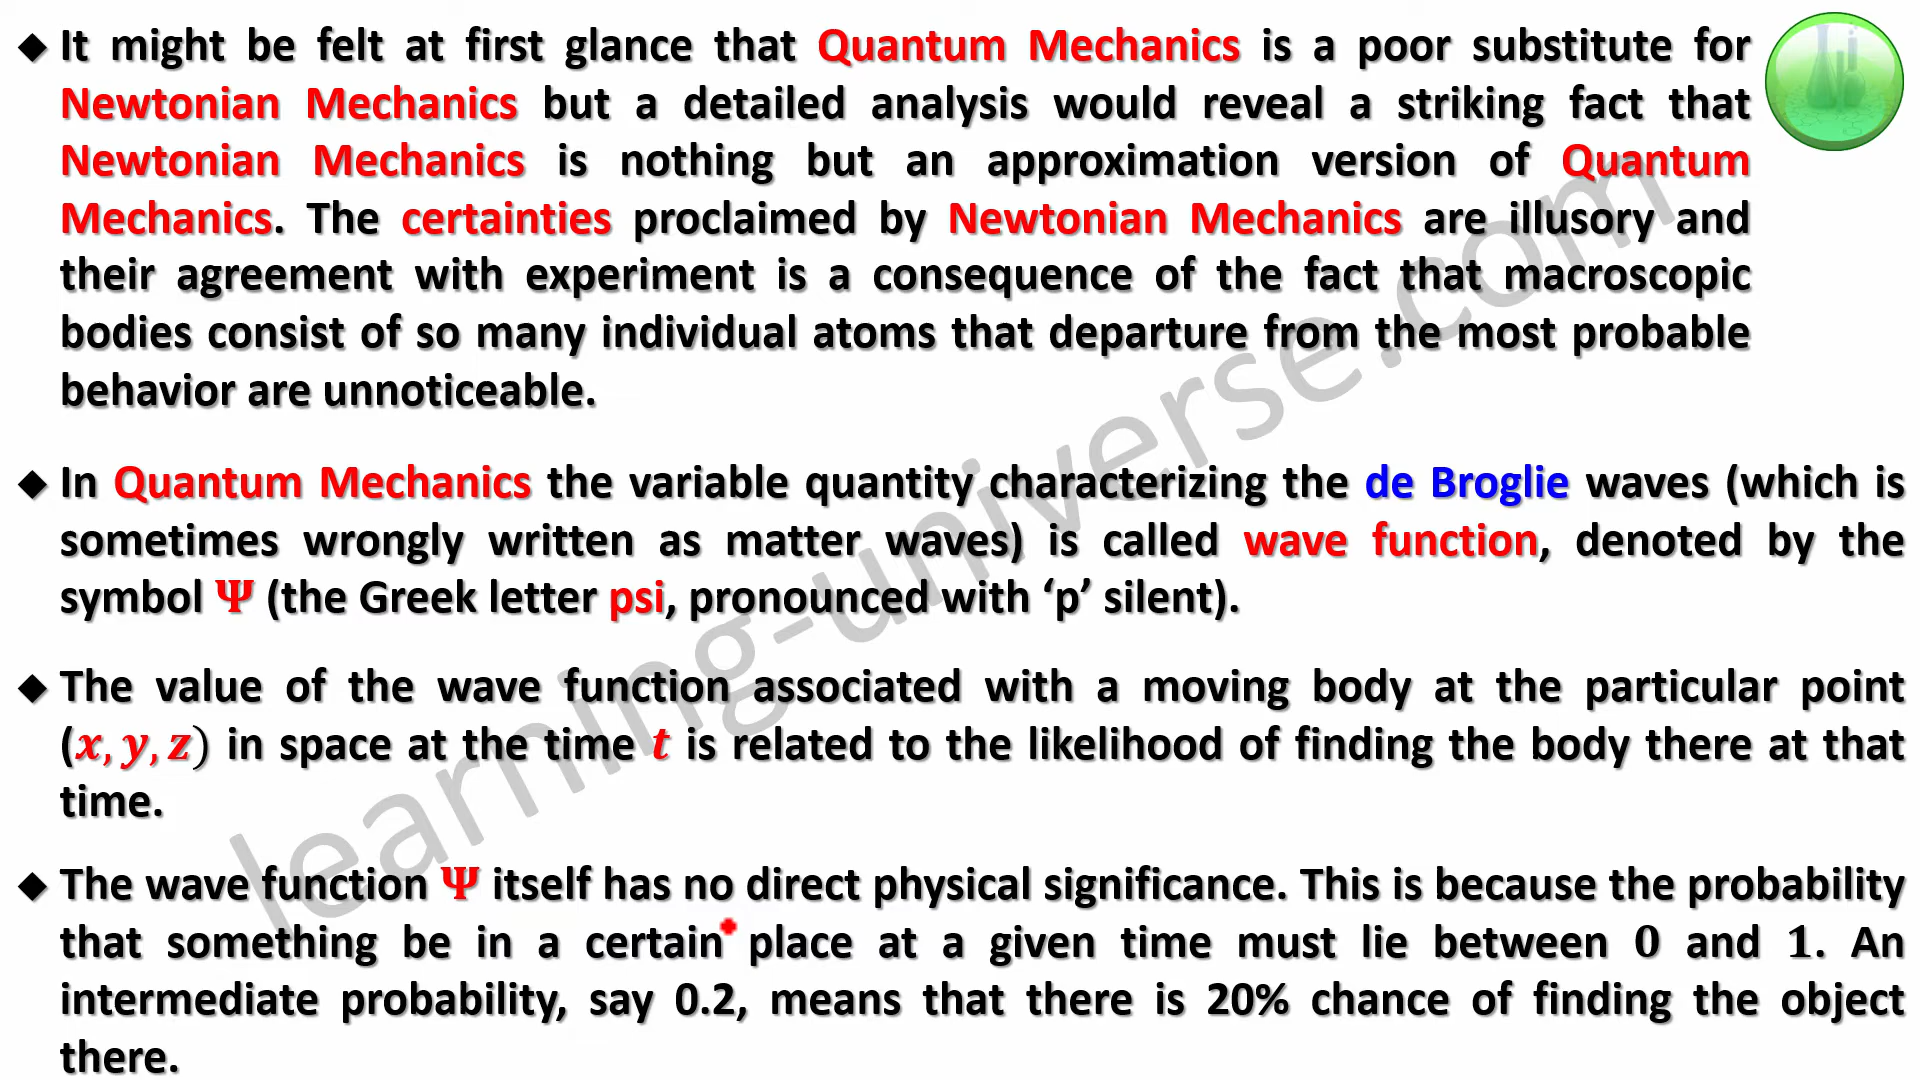 ◆ It might be felt at first glance that Quantum Mechanics is a poor substitute for
Newtonian Mechanics but a detailed analysis would reveal a striking fact that
Newtonian Mechanics is nothing but an approximation version of Quantum
Mechanics. The certainties proclaimed by Newtonian Mechanics are illusory and
their agreement with experiment is a consequence of the fact that macroscopic
bodies consist of so many individual atoms that departure from the most probable
behavior are unnoticeable.
◆ In Quantum Mechanics the variable quantity characterizing the de Broglie waves (which is
sometimes wrongly written as matter waves) is called wave function, denoted by the
symbol Ψ (the Greek letter psi, pronounced with ‘p’ silent).
◆ The value of the wave function associated with a moving body at the particular point
(x, y, z) in space at the time t is related to the likelihood of finding the body there at that
time.
◆ The wave function Ψ itself has no direct physical significance. This is because the probability
that something be in a certain place at a given time must lie between 0 and 1. An
intermediate probability, say 0.2, means that there is 20% chance of finding the object
there.
learning-universe.com